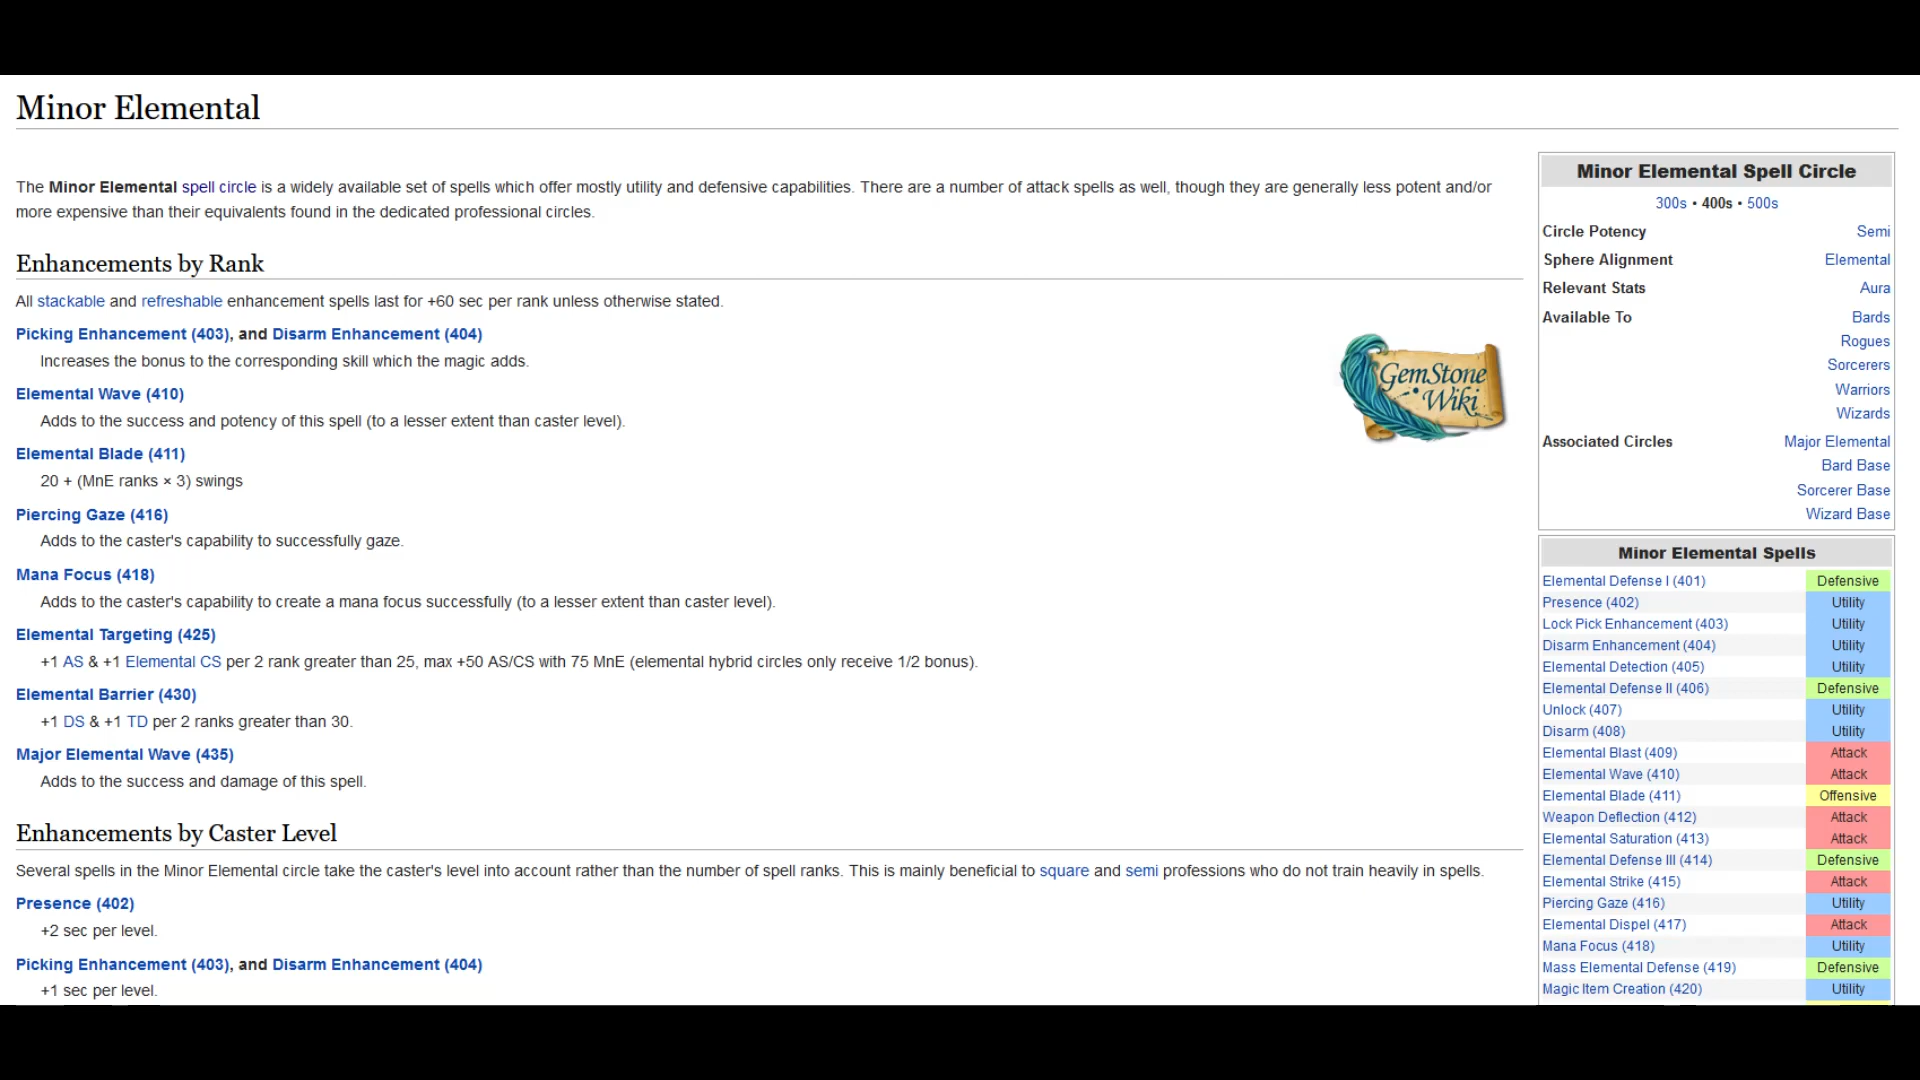 Minor Elemental
The Minor Elemental spell circle is a widely available set of spells which offer mostly utility and defensive capabilities. There are a number of attack spells as well, though they are generally less potent and/or
more expensive than their equivalents found in the dedicated professional circles.
Enhancements by Rank
All stackable and refreshable enhancement spells last for +60 sec per rank unless otherwise stated.
Picking Enhancement (403), and Disarm Enhancement (404)
Increases the bonus to the corresponding skill which the magic adds.
Elemental Wave (410)
Adds to the success and potency of this spell (to a lesser extent than caster level).
Elemental Blade (411)
20 + (MnE ranks × 3) swings
Piercing Gaze (416)
Adds to the caster's capability to successfully gaze.
Mana Focus (418)
Adds to the caster's capability to create a mana focus successfully (to a lesser extent than caster level).
Elemental Targeting (425)
+1 AS & +1 Elemental CS per 2 rank greater than 25, max +50 AS/CS with 75 MnE (elemental hybrid circles only receive 1/2 bonus).
Elemental Barrier (430)
+1 DS & +1 TD per 2 ranks greater than 30.
Major Elemental Wave (435)
Adds to the success and damage of this spell.
Enhancements by Caster Level
Several spells in the Minor Elemental circle take the caster's level into account rather than the number of spell ranks. This is mainly beneficial to square and semi professions who do not train heavily in spells.
Presence (402)
+2 sec per level.
Picking Enhancement (403), and Disarm Enhancement (404)
+1 sec per level.
GemStone
Wiki
Minor Elemental Spell Circle
300s • 400s • 500s
Circle Potency Semi
Sphere Alignment Elemental
Relevant Stats Aura
Available To Bards
Rogues
Sorcerers
Warriors
Wizards
Associated Circles Major Elemental
Bard Base
Sorcerer Base
Wizard Base
Minor Elemental Spells
Elemental Defense I (401) Defensive
Presence (402) Utility
Lock Pick Enhancement (403) Utility
Disarm Enhancement (404) Utility
Elemental Detection (405) Utility
Elemental Defense II (406) Defensive
Unlock (407) Utility
Disarm (408) Utility
Elemental Blast (409) Attack
Elemental Wave (410) Attack
Elemental Blade (411) Offensive
Weapon Deflection (412) Attack
Elemental Saturation (413) Attack
Elemental Defense III (414) Defensive
Elemental Strike (415) Attack
Piercing Gaze (416) Utility
Elemental Dispel (417) Attack
Mana Focus (418) Utility
Mass Elemental Defense (419) Defensive
Magic Item Creation (420) Utility